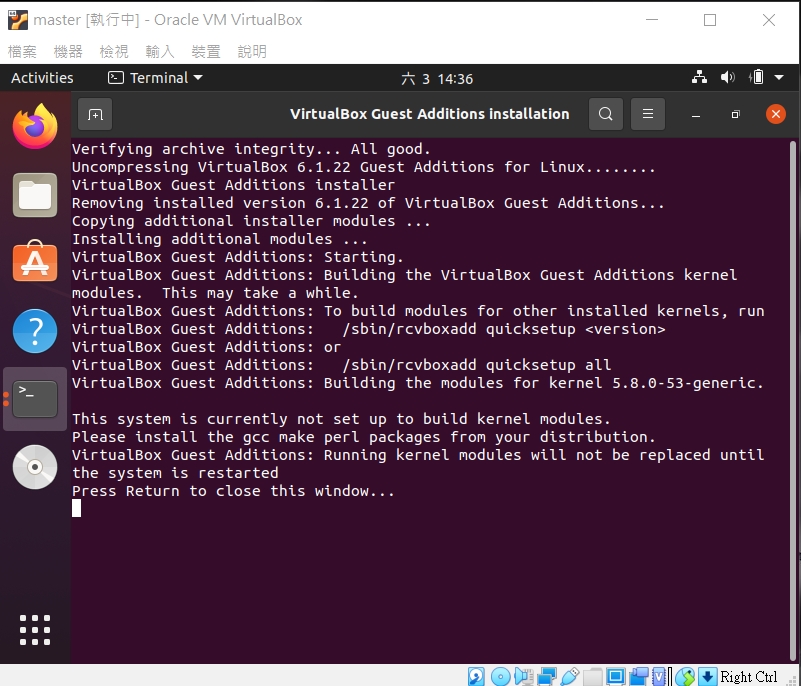 master [執行中] - Oracle VM VirtualBox
檔案 機器 檢視 輸入 裝置 說明
Activities Terminal 六 3 14:36
VirtualBox Guest Additions installation
Verifying archive integrity... All good.
Uncompressing VirtualBox 6.1.22 Guest Additions for Linux........
VirtualBox Guest Additions installer
Removing installed version 6.1.22 of VirtualBox Guest Additions...
Copying additional installer modules ...
Installing additional modules ...
VirtualBox Guest Additions: Starting.
VirtualBox Guest Additions: Building the VirtualBox Guest Additions kernel
modules.  This may take a while.
VirtualBox Guest Additions: To build modules for other installed kernels, run
VirtualBox Guest Additions:   /sbin/rcvboxadd quicksetup <version>
VirtualBox Guest Additions: or
VirtualBox Guest Additions:   /sbin/rcvboxadd quicksetup all
VirtualBox Guest Additions: Building the modules for kernel 5.8.0-53-generic.
This system is currently not set up to build kernel modules.
Please install the gcc make perl packages from your distribution.
VirtualBox Guest Additions: Running kernel modules will not be replaced until
the system is restarted
Press Return to close this window...
Right Ctrl